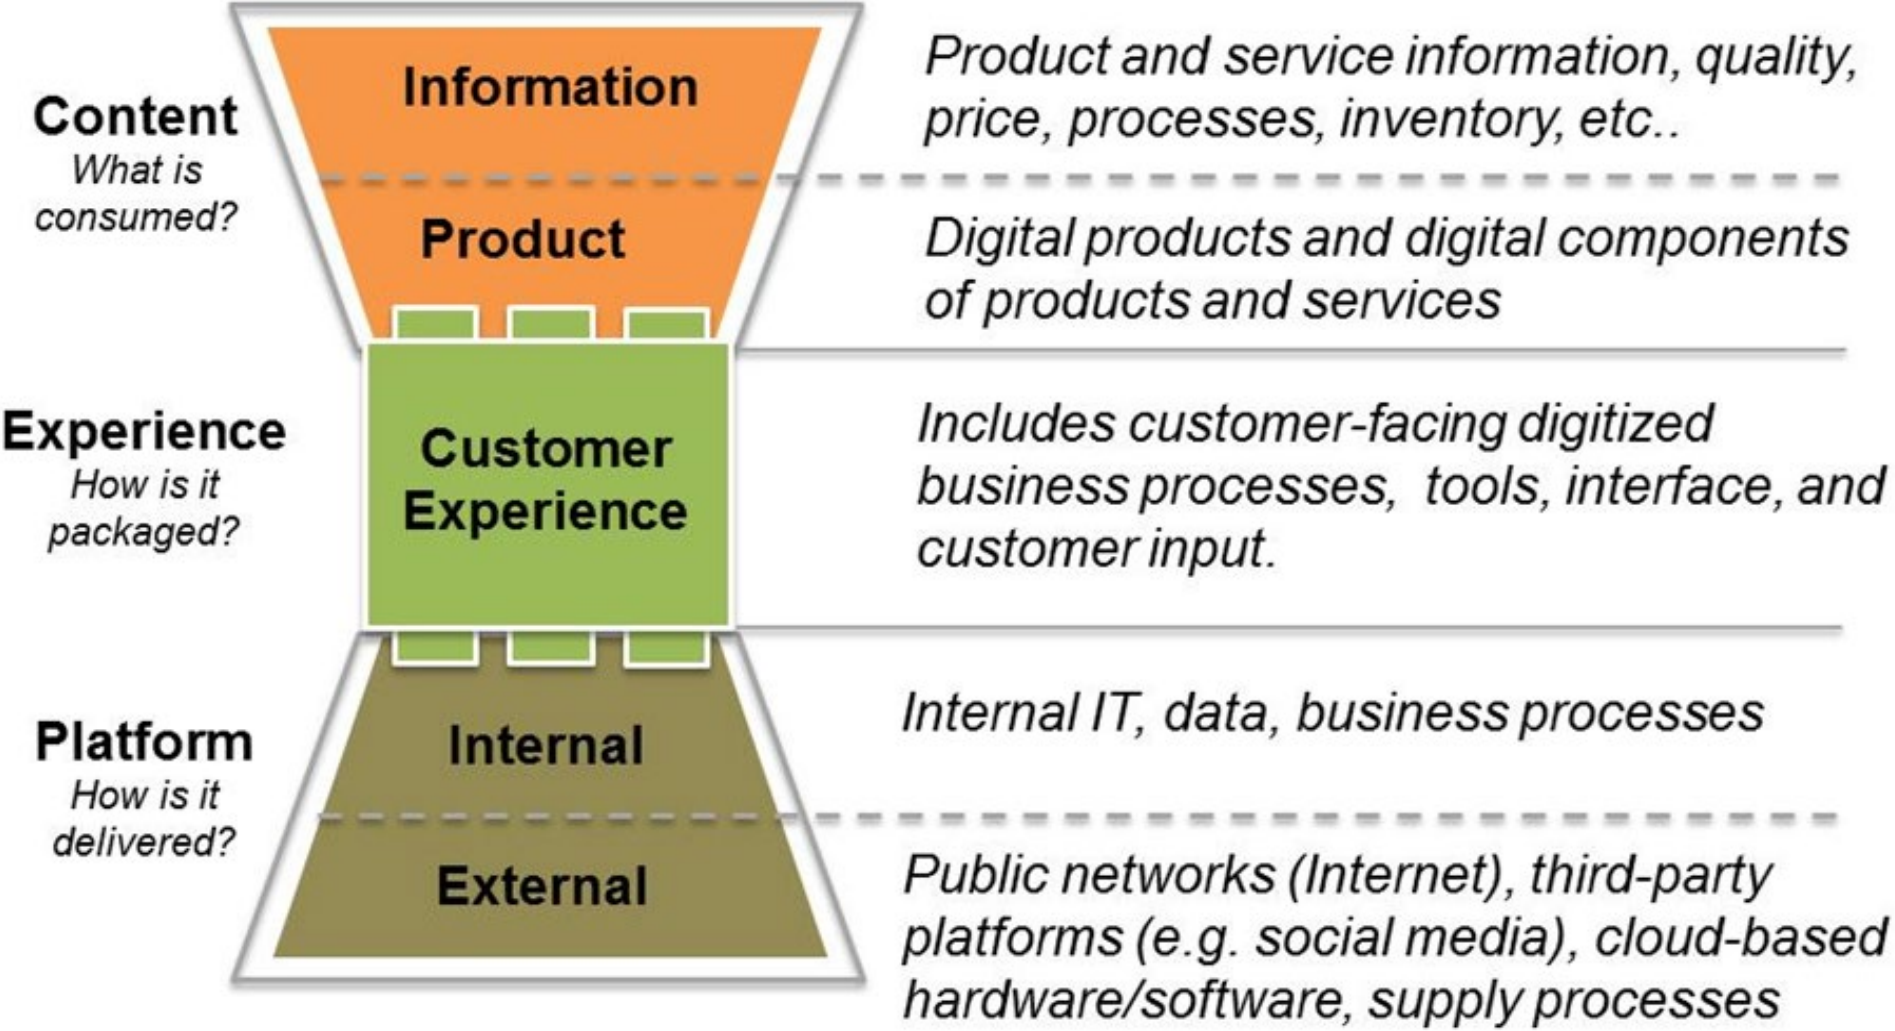 Content
What is
consumed?
Information
Product and service information, quality,
price, processes, inventory, etc..
Product
Digital products and digital components
of products and services
Experience
How is it
packaged?
Customer
Experience
Includes customer-facing digitized
business processes, tools, interface, and
customer input.
Platform
How is it
delivered?
Internal
Internal IT, data, business processes
External
Public networks (Internet), third-party
platforms (e.g. social media), cloud-based
hardware/software, supply processes